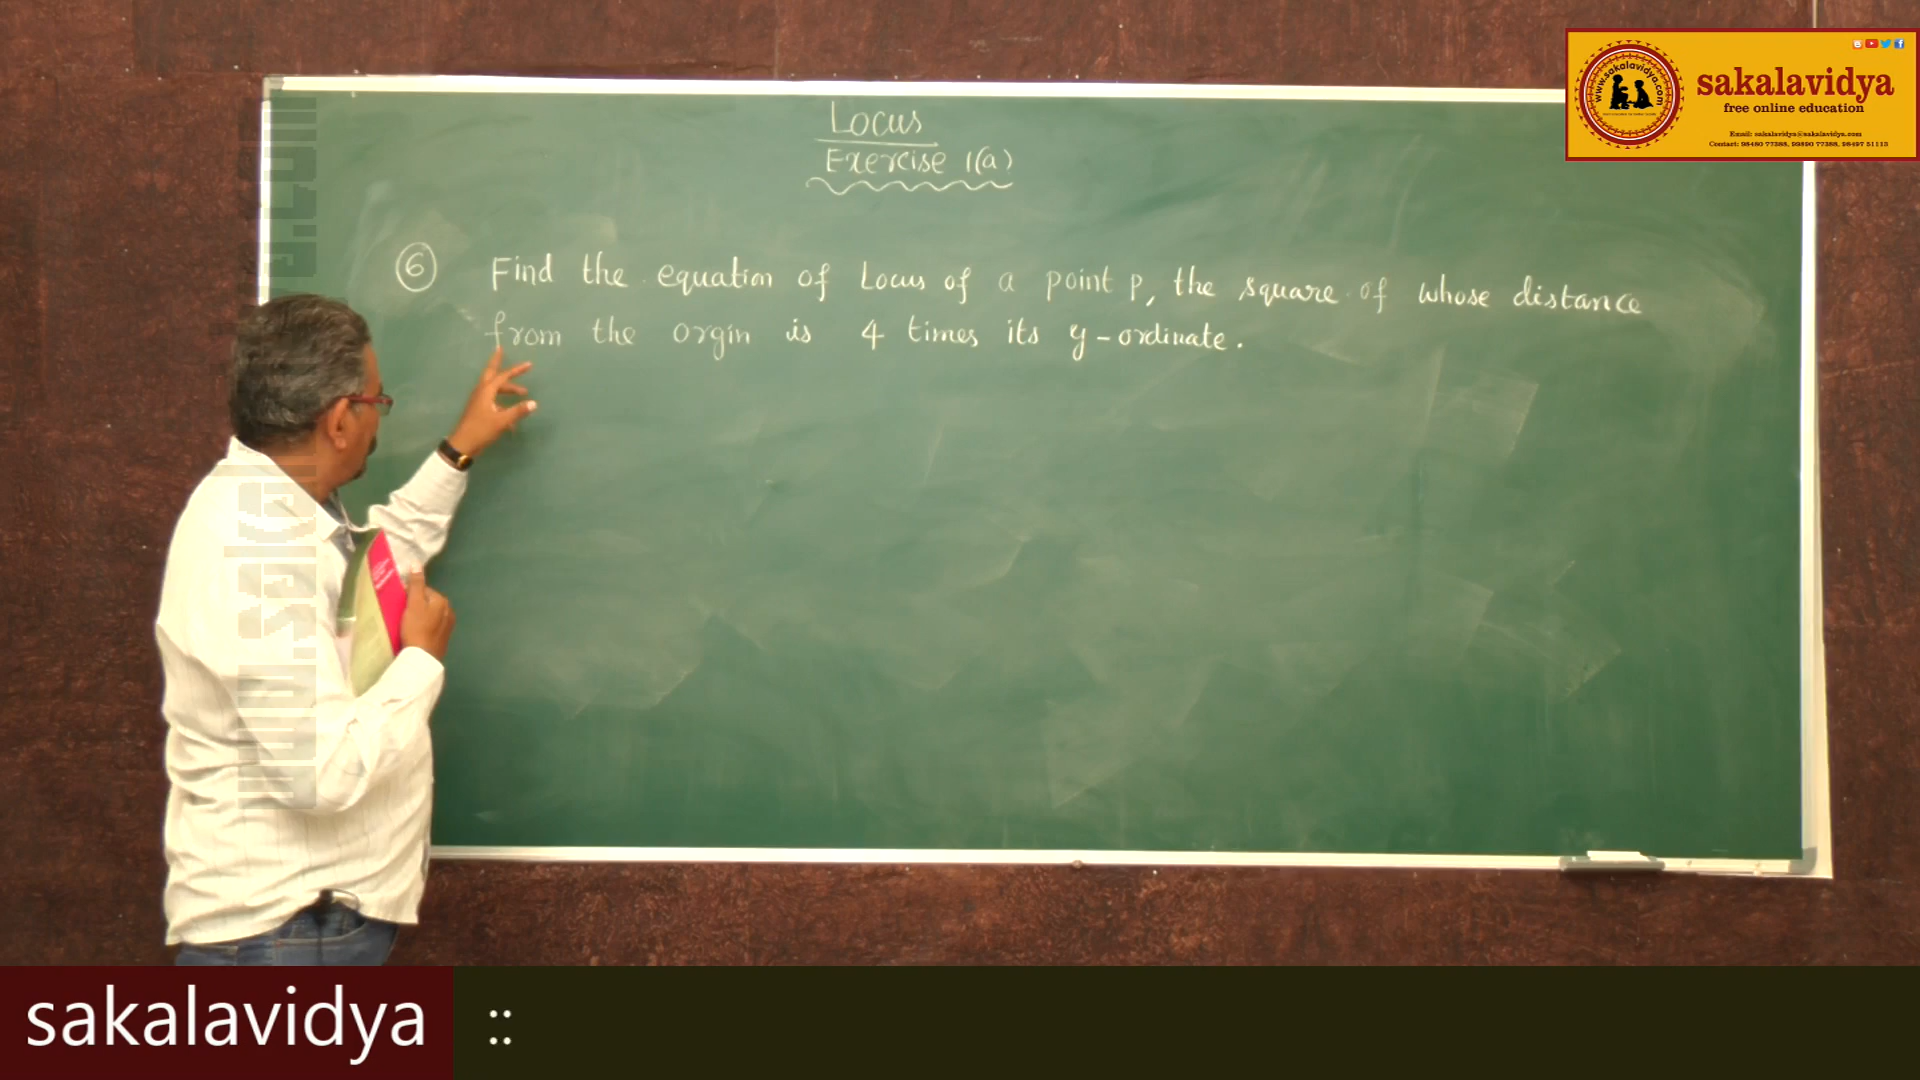 sakalavidya
free online education
www.sakalavidya.com
Email: sakalavidya@sakalavidya.com
Contact: 98480 77388, 99890 77388, 98497 51113
Locus
Exercise 1(a)
6 Find the equation of Locus of a point P, the square of whose distance
from the orgin is 4 times its y-ordinate.
sakalavidya ::